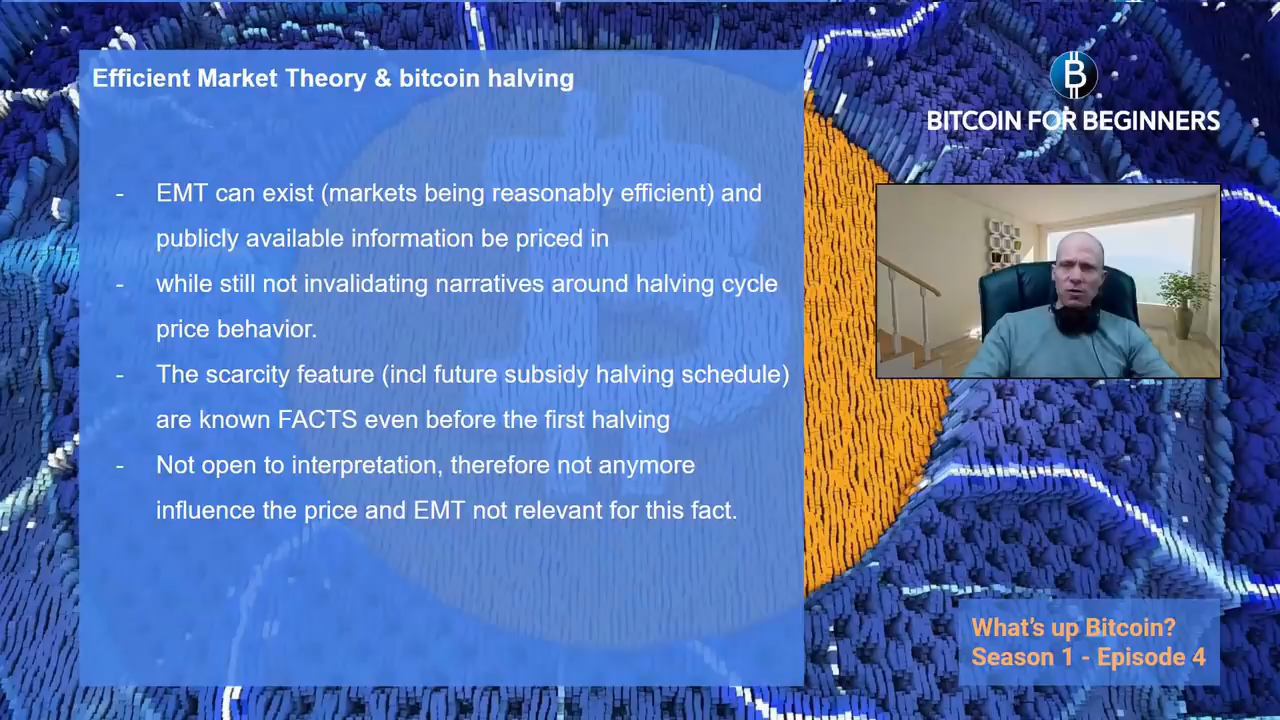 Efficient Market Theory & bitcoin halving
- EMT can exist (markets being reasonably efficient) and
publicly available information be priced in
- while still not invalidating narratives around halving cycle
price behavior.
- The scarcity feature (incl future subsidy halving schedule)
are known FACTS even before the first halving
- Not open to interpretation, therefore not anymore
influence the price and EMT not relevant for this fact.
BITCOIN FOR BEGINNERS
What's up Bitcoin?
Season 1 - Episode 4